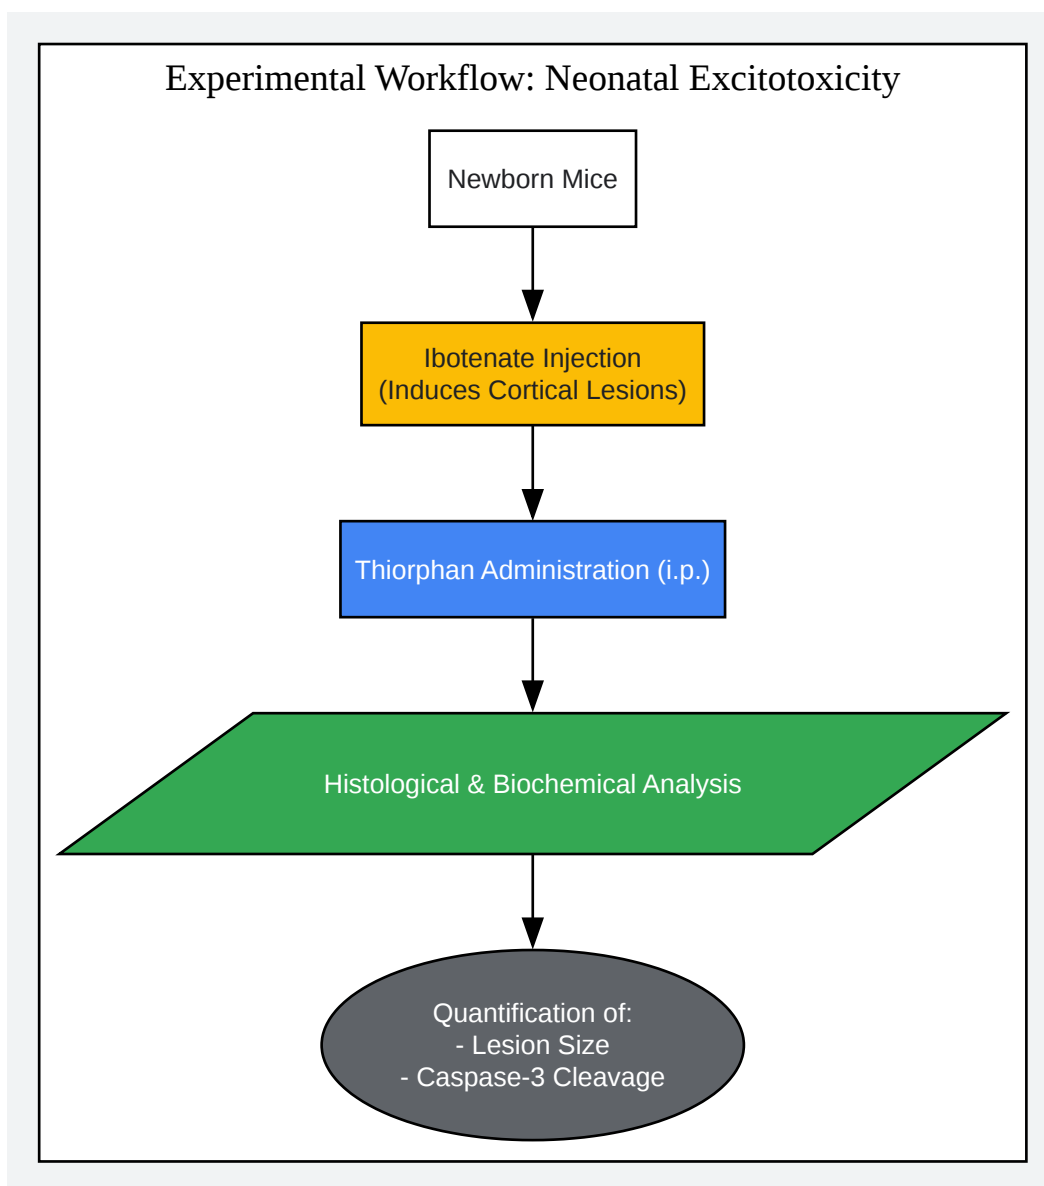 Experimental Workflow: Neonatal Excitotoxicity
Newborn Mice
Ibotenate Injection
(Induces Cortical Lesions)
Thiorphan Administration (i.p.)
Histological & Biochemical Analysis
Quantification of:
- Lesion Size
- Caspase-3 Cleavage